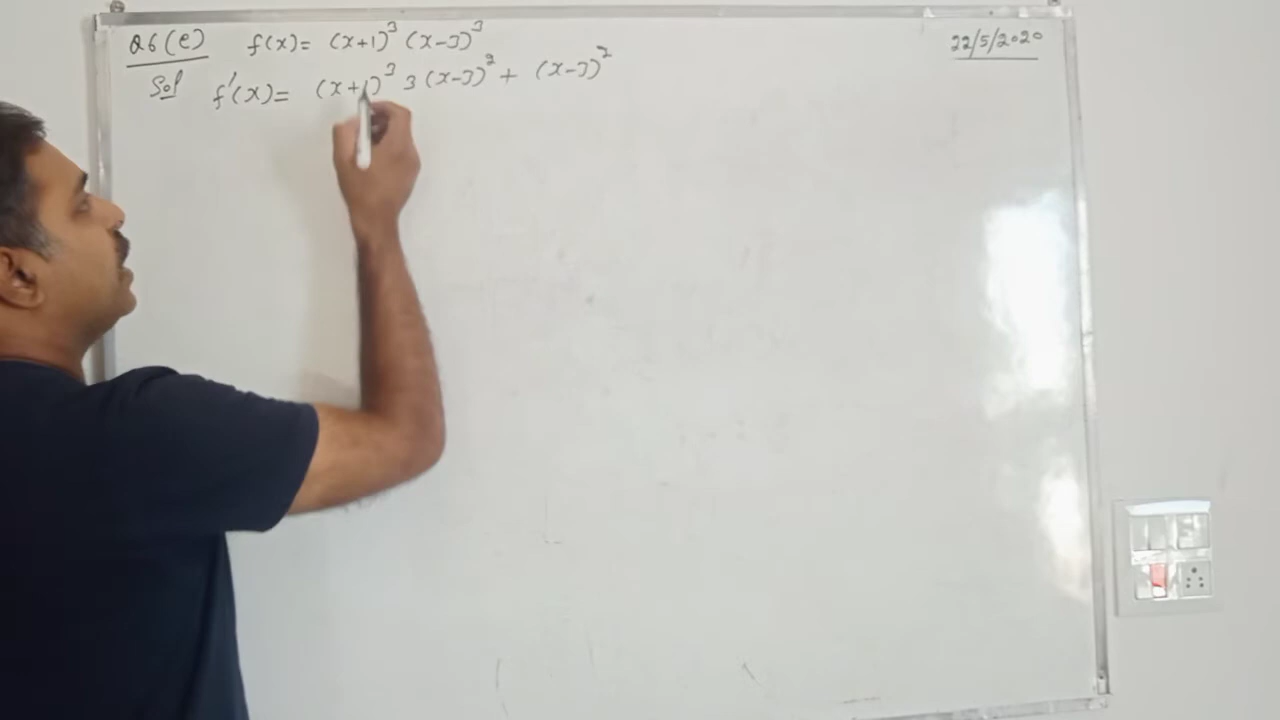 Q6(e) f(x)= (x+1)³ (x-3)³
22/5/2020
Sol f'(x)= (x+1)³ 3(x-3)² + (x-3)²